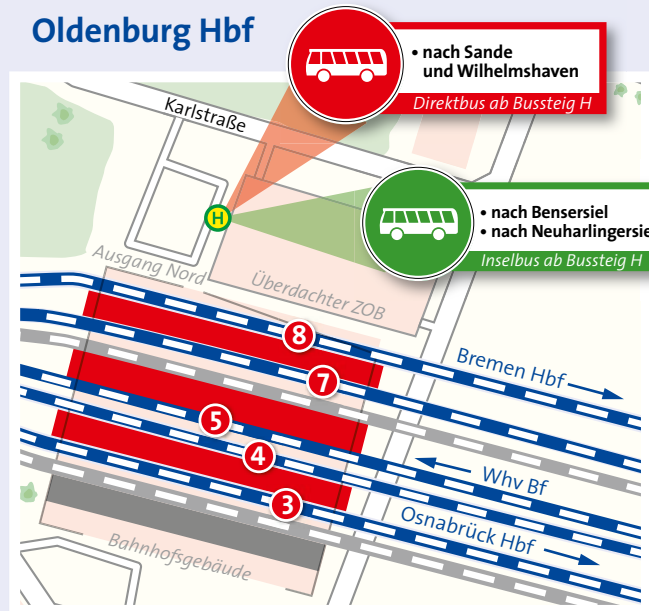 Oldenburg Hbf
• nach Sande
und Wilhelmshaven
Direktbus ab Bussteig H
Karlstraße
H
• nach Bensersiel
• nach Neuharlingersie
Inselbus ab Bussteig H
Ausgang Nord
Überdachter ZOB
8
Bremen Hbf
7
5
4
Whv Bf
3
Osnabrück Hbf
Bahnhofsgebäude